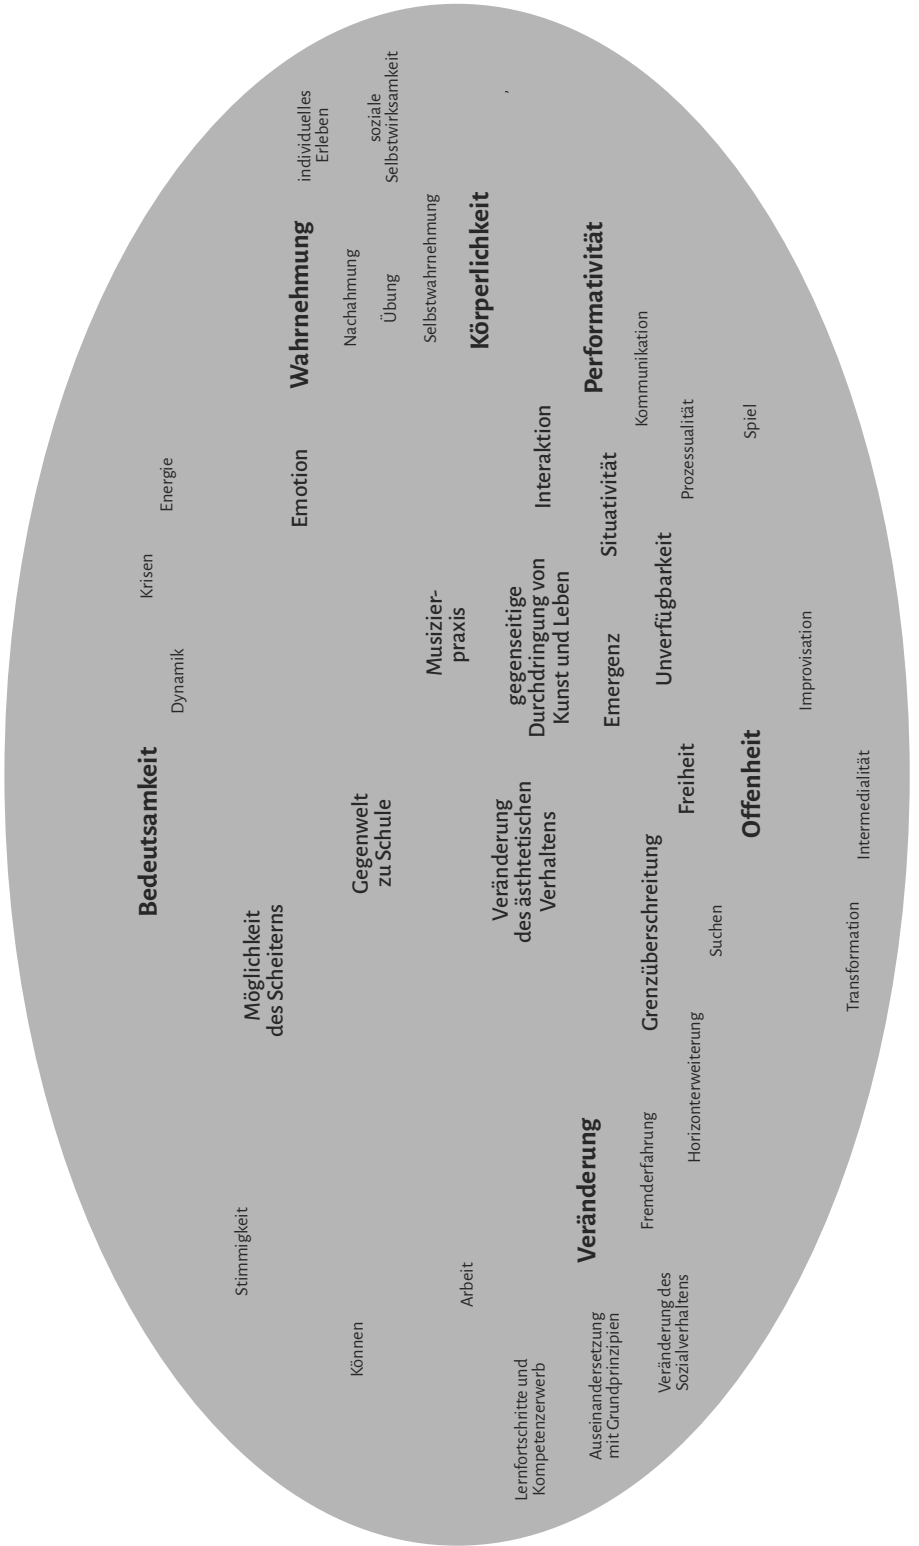 Bedeutsamkeit
Krisen
Dynamik
Energie
Stimmigkeit
Möglichkeit
des Scheiterns
Emotion
Wahrnehmung
individuelles
Erleben
Können
Gegenwelt
zu Schule
Nachahmung
Übung
soziale
Selbstwirksamkeit
Selbstwahrnehmung
Musizier-
praxis
Arbeit
Körperlichkeit
Lernfortschritte und
Kompetenzerwerb
Veränderung
des ästhtetischen
Verhaltens
gegenseitige
Durchdringung von
Kunst und Leben
Interaktion
Veränderung
Performativität
Auseinandersetzung
mit Grundprinzipien
Emergenz
Situativität
Fremderfahrung
Grenzüberschreitung
Kommunikation
Unverfügbarkeit
Veränderung des
Sozialverhaltens
Horizonterweiterung
Freiheit
Prozessualität
Suchen
Offenheit
Spiel
Improvisation
Transformation
Intermedialität